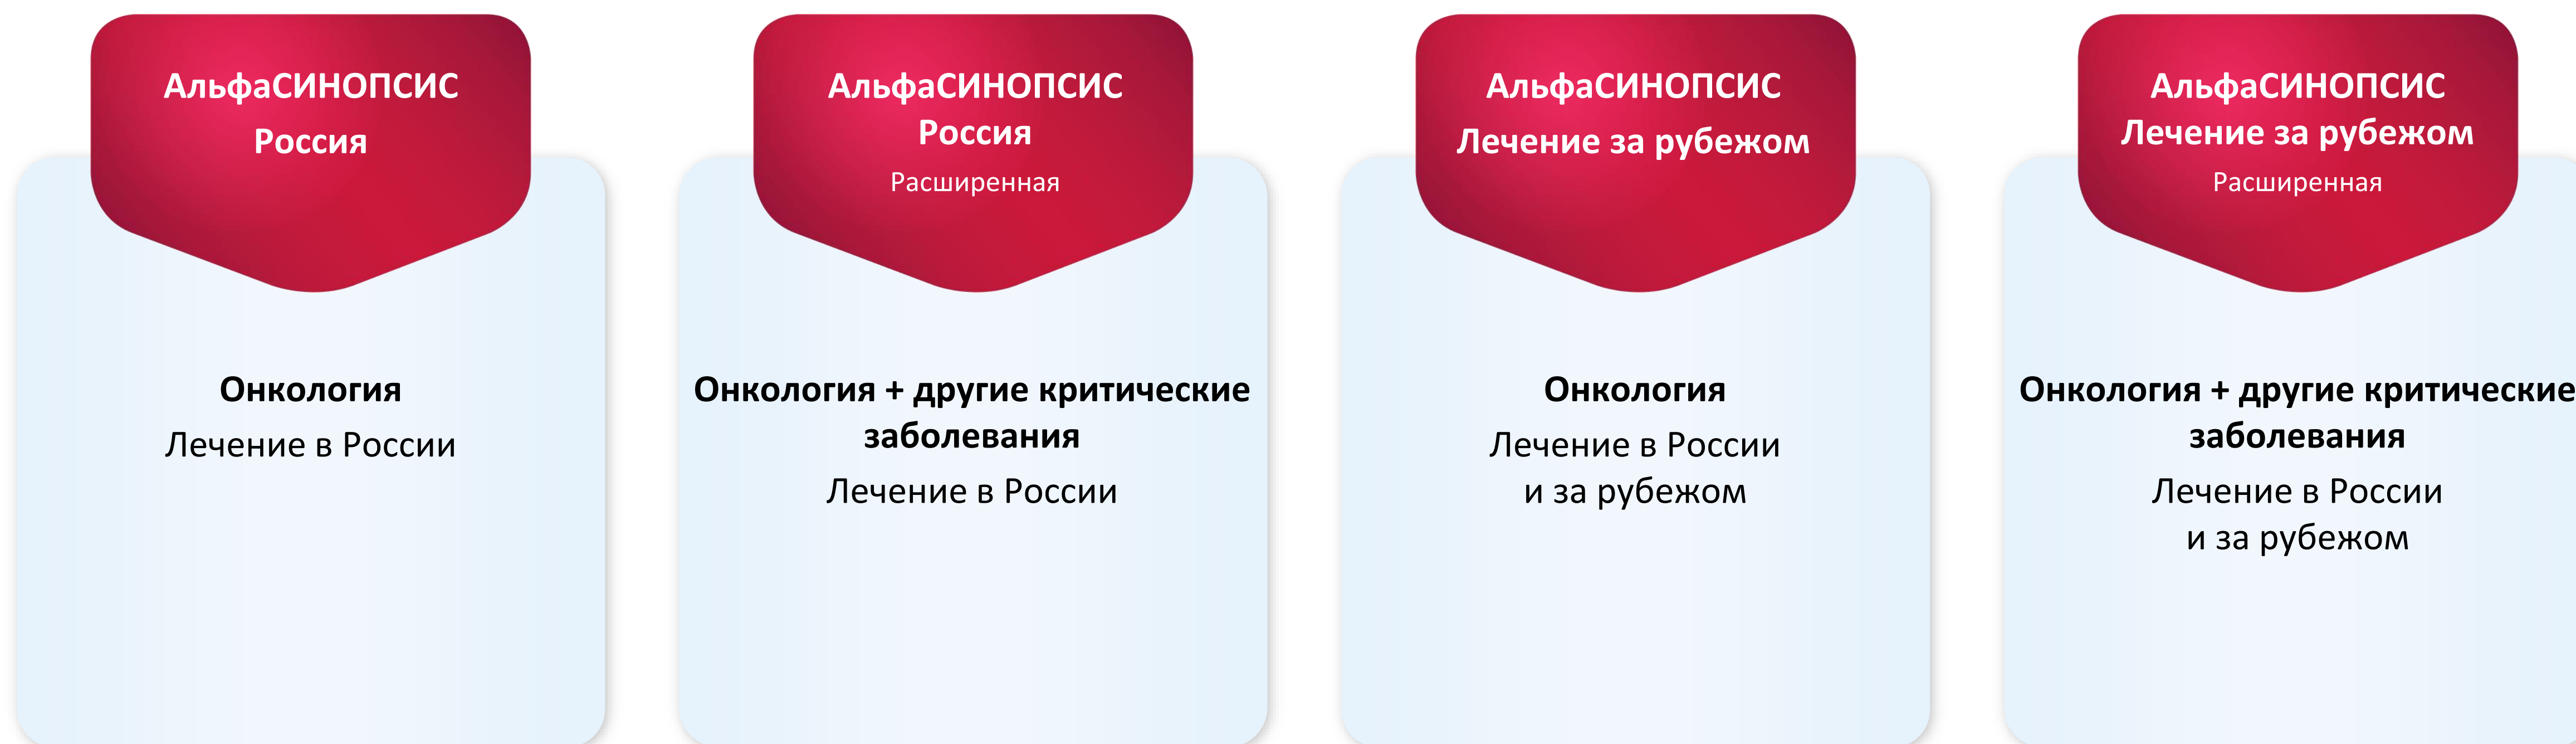 АльфаСИНОПСИС
Россия
Онкология
Лечение в России
АльфаСИНОПСИС
Россия
Расширенная
Онкология + другие критические
заболевания
Лечение в России
АльфаСИНОПСИС
Лечение за рубежом
Онкология
Лечение в России
и за рубежом
АльфаСИНОПСИС
Лечение за рубежом
Расширенная
Онкология + другие критические
заболевания
Лечение в России
и за рубежом